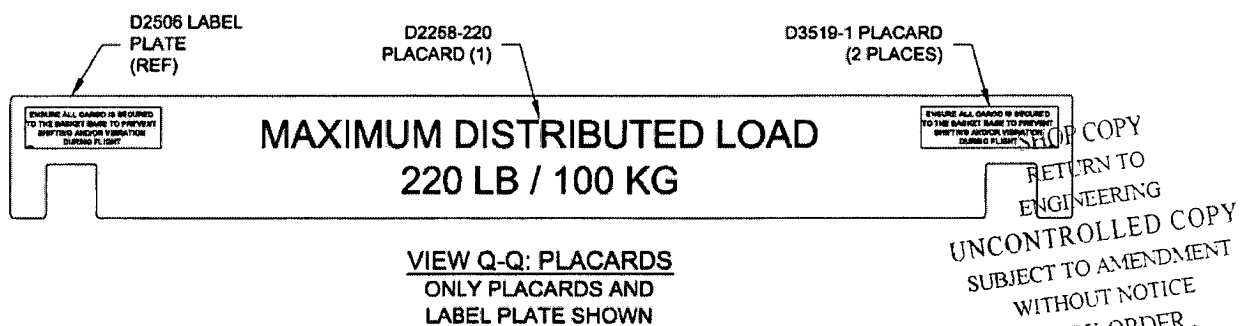 D2506 LABEL
PLATE
(REF)
D2258-220
PLACARD (1)
D3519-1 PLACARD
(2 PLACES)
ENSURE ALL CARGO IS SECURED
TO THE BASKET BASE TO PREVENT
SHIFTING AND/OR VIBRATION
DURING FLIGHT
MAXIMUM DISTRIBUTED LOAD
220 LB / 100 KG
ENSURE ALL CARGO IS SECURED
TO THE BASKET BASE TO PREVENT
SHIFTING AND/OR VIBRATION
DURING FLIGHT
SHOP COPY
RETURN TO
ENGINEERING
UNCONTROLLED COPY
SUBJECT TO AMENDMENT
WITHOUT NOTICE
ORDER
VIEW Q-Q: PLACARDS
ONLY PLACARDS AND
LABEL PLATE SHOWN